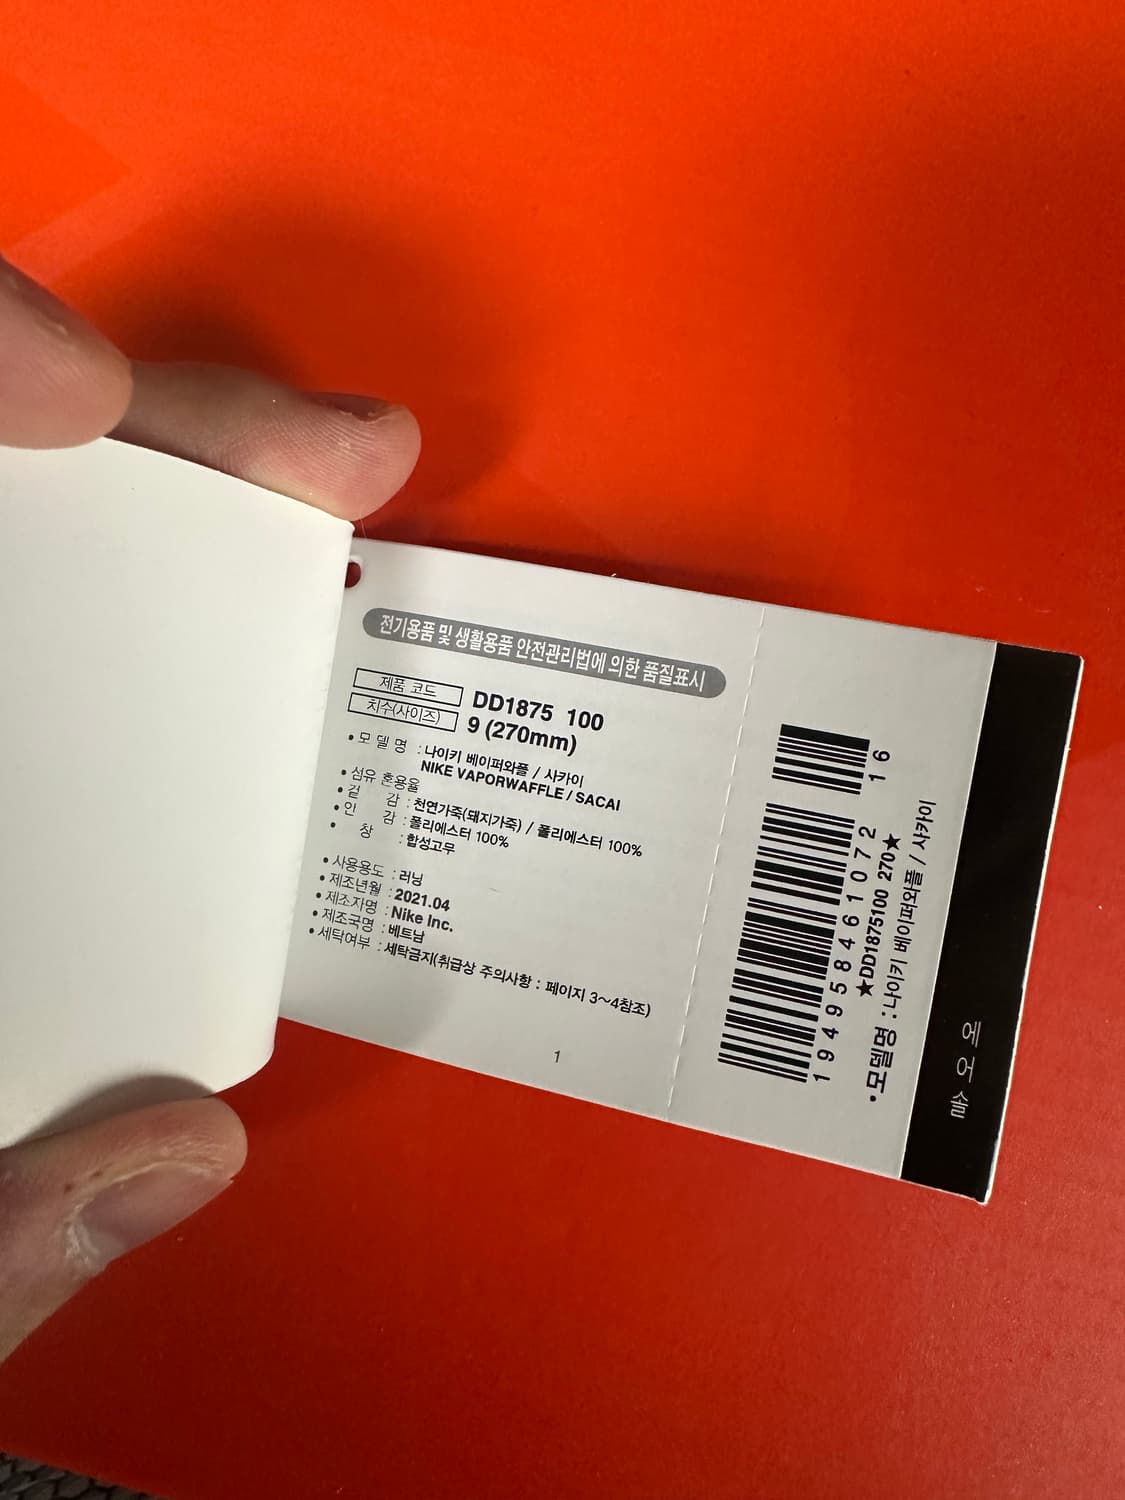 전기용품 및 생활용품 안전관리법에 의한 품질표시
제품 코드 DD1875 100
치수(사이즈) 9 (270mm)
• 모 델 명 : 나이키 베이퍼와플 / 사카이
NIKE VAPORWAFFLE / SACAI
• 섬유 혼용율
• 겉 감 : 천연가죽(돼지가죽) / 폴리에스터 100%
• 안 감 : 폴리에스터 100%
• 창 : 합성고무
• 사용용도 : 러닝
• 제조년월 : 2021.04
• 제조자명 : Nike Inc.
• 제조국명 : 베트남
• 세탁여부 : 세탁금지(취급상 주의사항 : 페이지 3~4참조)
1
194958461072 16
★DD1875100 270★
• 모델명 : 나이키 베이퍼와플 / 사카이
에어솔